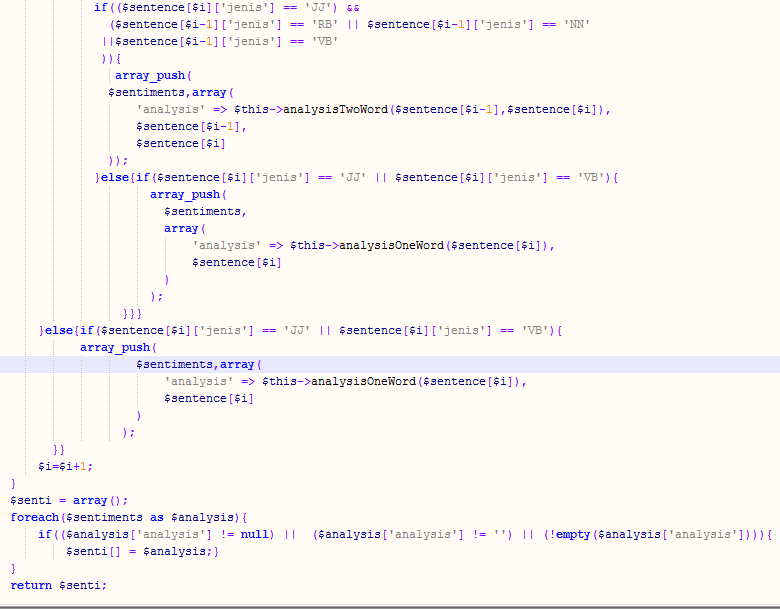 if(($sentence[$i]['jenis'] == 'JJ') &&
($sentence[$i-1]['jenis'] == 'RB' || $sentence[$i-1]['jenis'] == 'NN'
||$sentence[$i-1]['jenis'] == 'VB'
)){
array_push(
$sentiments,array(
'analysis' => $this->analysisTwoWord($sentence[$i-1],$sentence[$i]),
$sentence[$i-1],
$sentence[$i]
));
}else{if($sentence[$i]['jenis'] == 'JJ' || $sentence[$i]['jenis'] == 'VB'){
array_push(
$sentiments,
array(
'analysis' => $this->analysisOneWord($sentence[$i]),
$sentence[$i]
)
);
}}}
}else{if($sentence[$i]['jenis'] == 'JJ' || $sentence[$i]['jenis'] == 'VB'){
array_push(
$sentiments,array(
'analysis' => $this->analysisOneWord($sentence[$i]),
$sentence[$i]
)
);
}}
$i=$i+1;
}
$senti = array();
foreach($sentiments as $analysis){
if(($analysis['analysis'] != null) || ($analysis['analysis'] != '') || (!empty($analysis['analysis']))){
$senti[] = $analysis;}
}
return $senti;